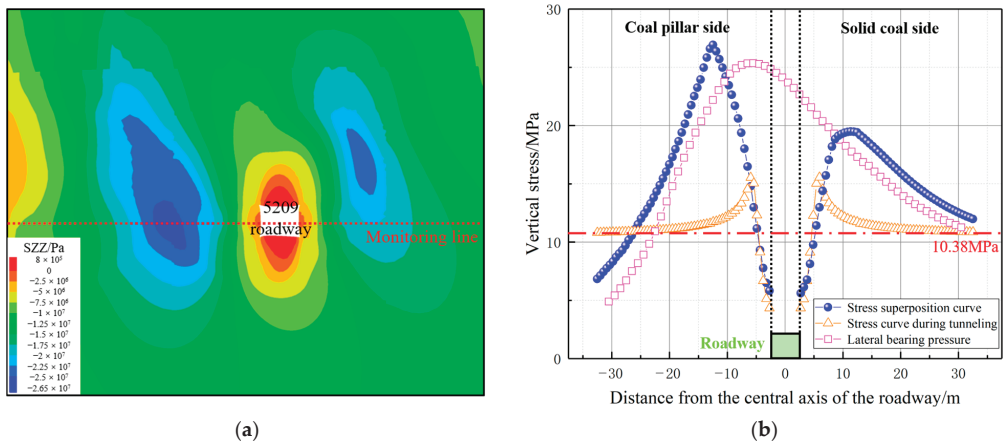 5209
roadway
Monitoring line
SZZ/Pa
8 × 10⁵
0
−2.5 × 10⁶
−5 × 10⁶
−7.5 × 10⁶
−1 × 10⁷
−1.25 × 10⁷
−1.5 × 10⁷
−1.75 × 10⁷
−2 × 10⁷
−2.25 × 10⁷
−2.5 × 10⁷
−2.65 × 10⁷
(a)
Coal pillar side
Solid coal side
Vertical stress/MPa
30
20
10
0
10.38MPa
Stress superposition curve
Stress curve during tunneling
Lateral bearing pressure
Roadway
−30 −20 −10 0 10 20 30
Distance from the central axis of the roadway/m
(b)